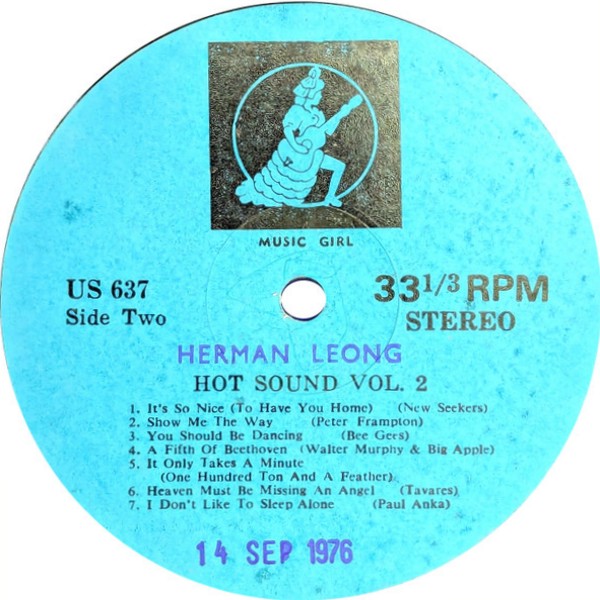 MUSIC GIRL
US 637
33 1/3 RPM
Side Two
STEREO
HERMAN LEONG
HOT SOUND VOL. 2
1. It's So Nice (To Have You Home) (New Seekers)
2. Show Me The Way (Peter Frampton)
3. You Should Be Dancing (Bee Gees)
4. A Fifth Of Beethoven (Walter Murphy & Big Apple)
5. It Only Takes A Minute
(One Hundred Ton And A Feather)
6. Heaven Must Be Missing An Angel (Tavares)
7. I Don't Like To Sleep Alone (Paul Anka)
14 SEP 1976